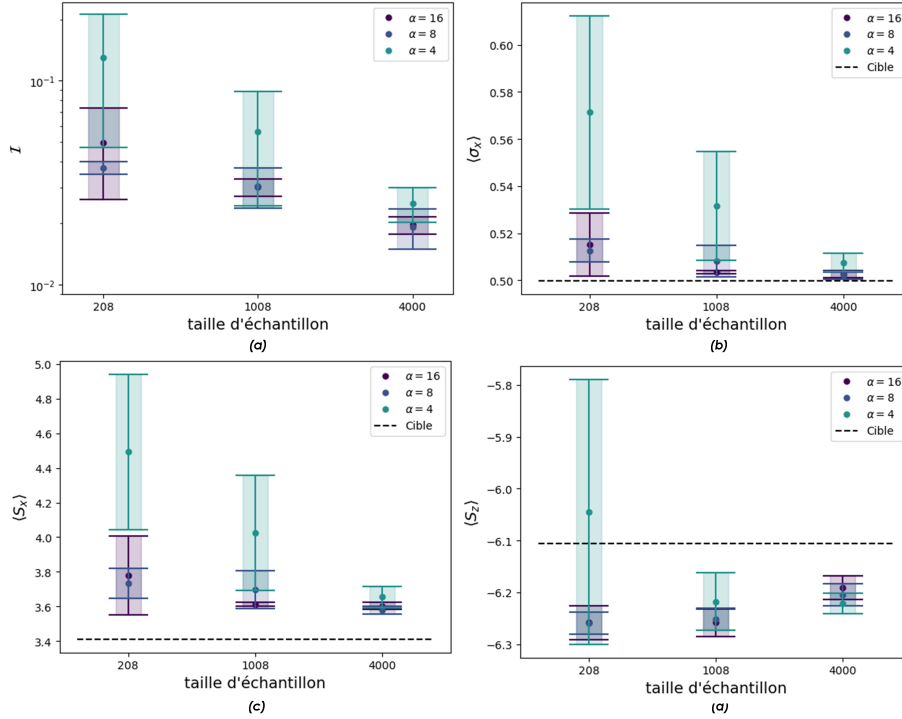 10⁻¹
10⁻²
𝓘
α = 16
α = 8
α = 4
208
1008
4000
taille d'échantillon
(a)
0.60
0.58
0.56
0.54
0.52
0.50
⟨σₓ⟩
α = 16
α = 8
α = 4
Cible
208
1008
4000
taille d'échantillon
(b)
5.0
4.8
4.6
4.4
4.2
4.0
3.8
3.6
3.4
⟨Sₓ⟩
α = 16
α = 8
α = 4
Cible
208
1008
4000
taille d'échantillon
(c)
−5.8
−5.9
−6.0
−6.1
−6.2
−6.3
⟨S_z⟩
α = 16
α = 8
α = 4
Cible
208
1008
4000
taille d'échantillon
(d)